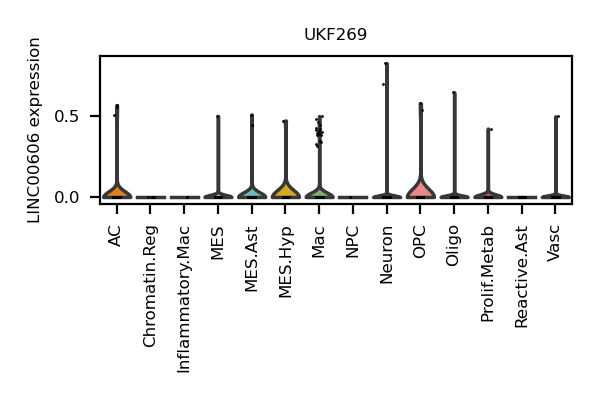 UKF269
LINC00606 expression
0.5
0.0
AC
Chromatin.Reg
Inflammatory.Mac
MES
MES.Ast
MES.Hyp
Mac
NPC
Neuron
OPC
Oligo
Prolif.Metab
Reactive.Ast
Vasc